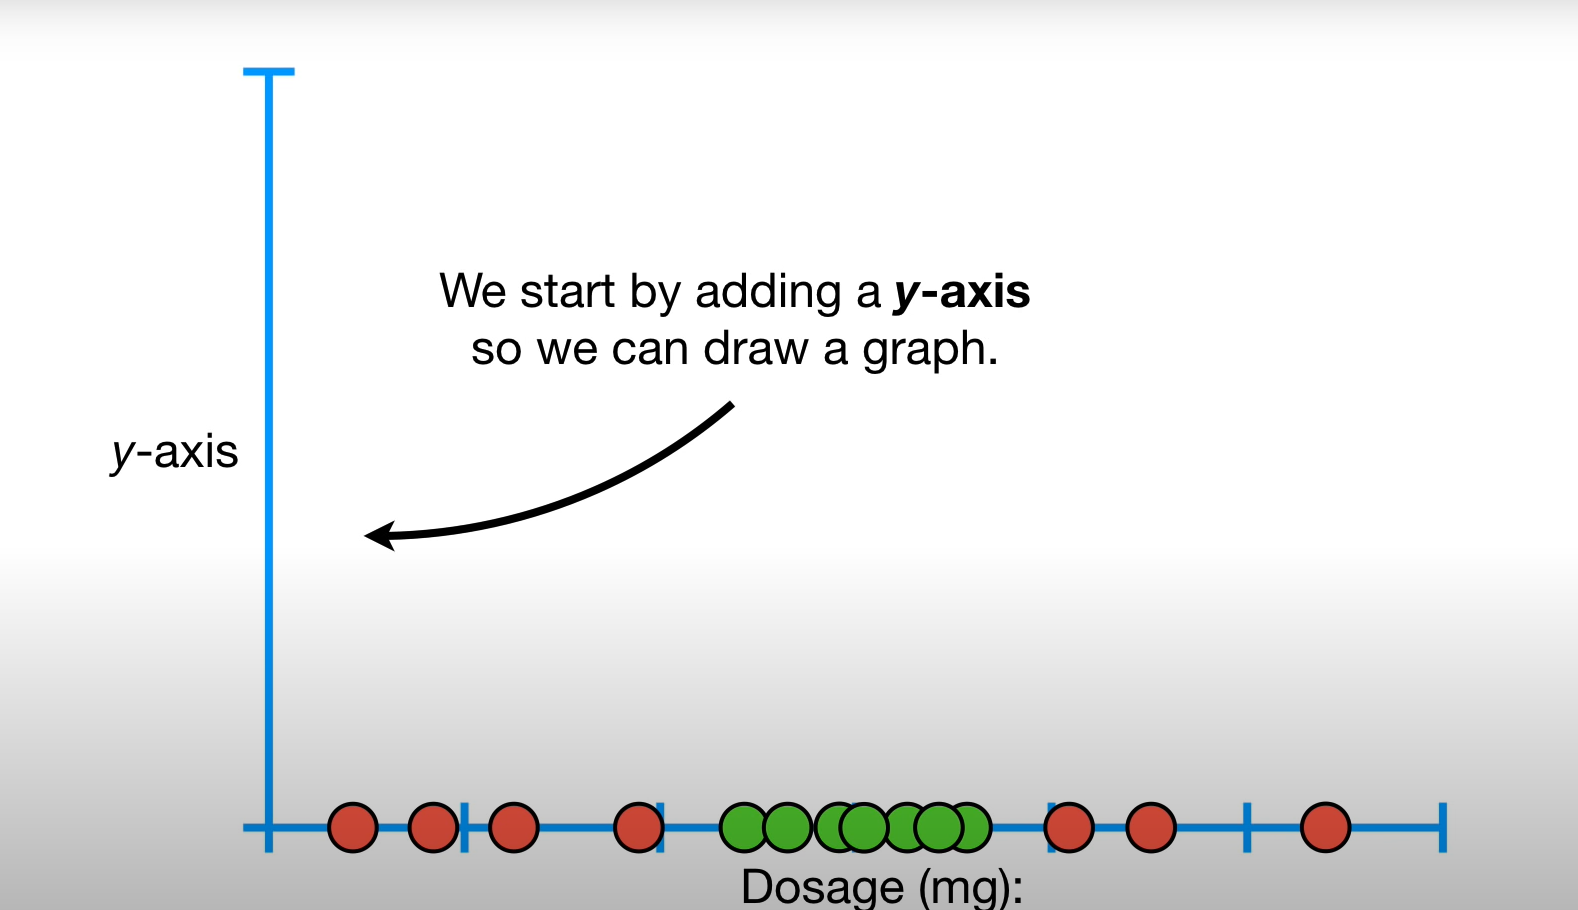 We start by adding a y-axis
so we can draw a graph.
y-axis
Dosage (mg):